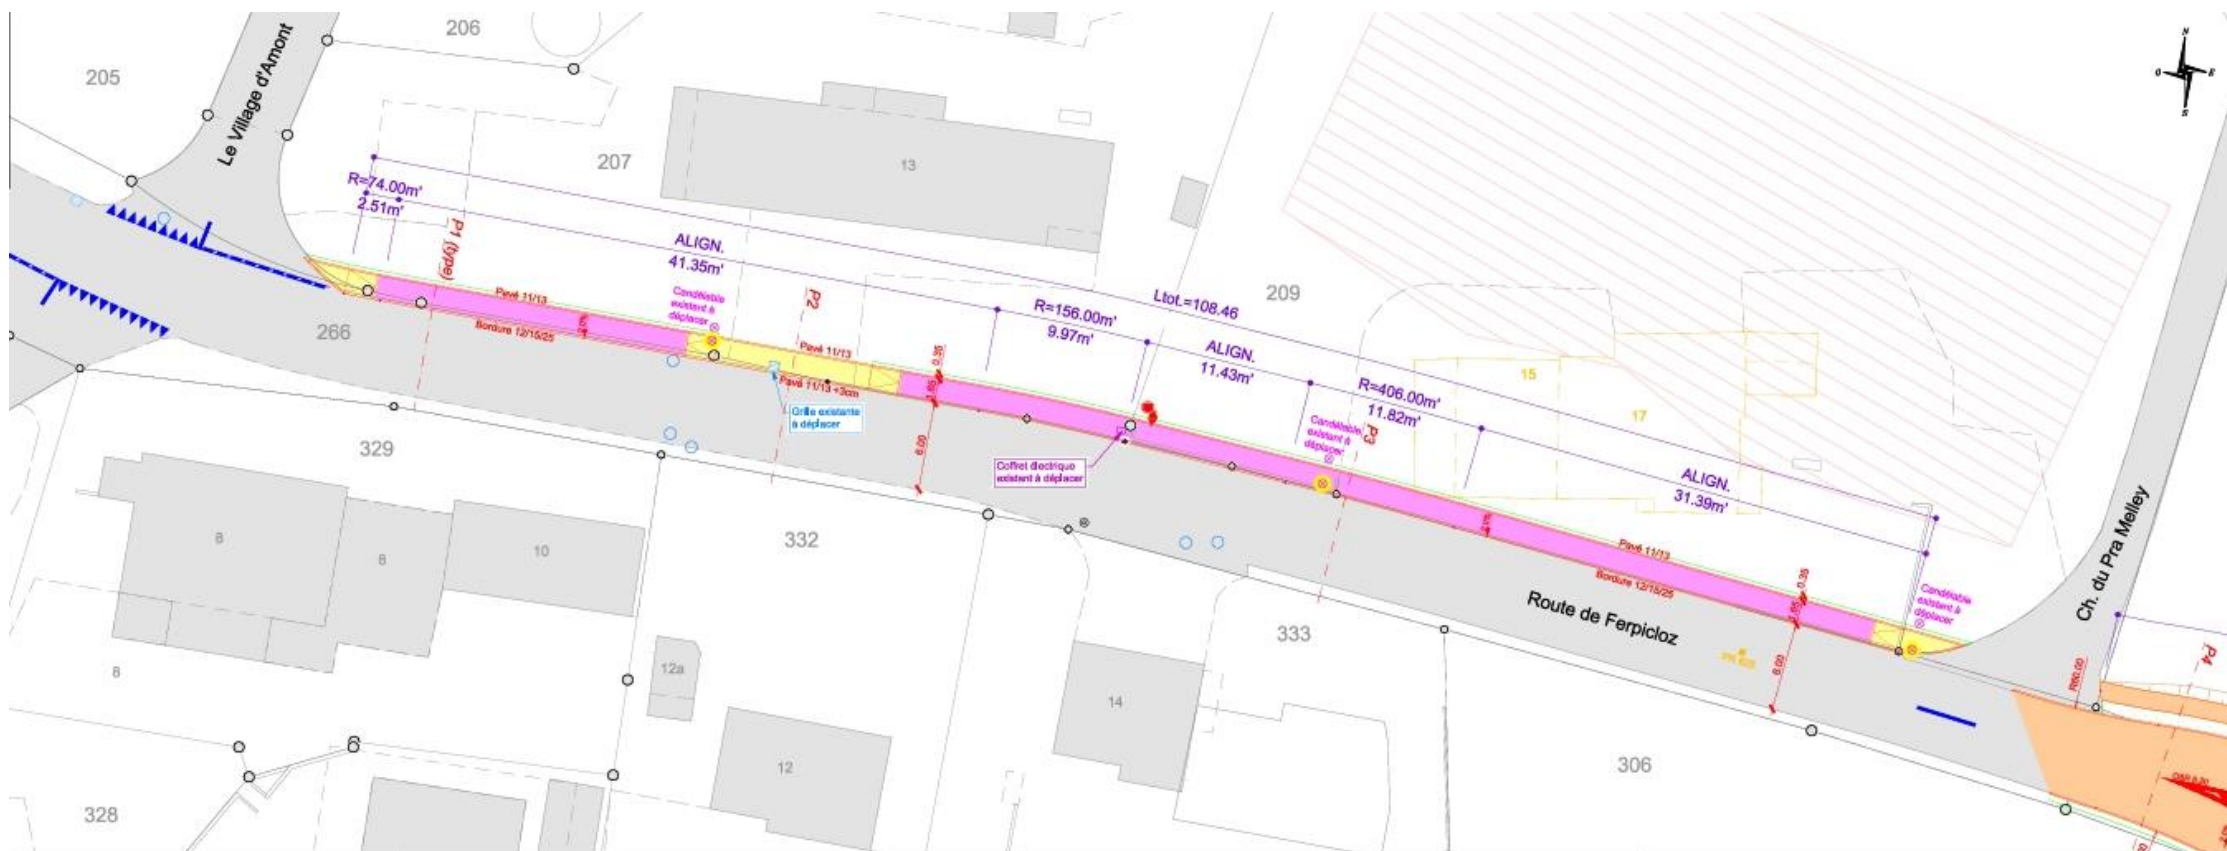 206
205
Le Village d'Amont
N
O
E
S
207
13
R=74.00m'
2.51m'
P1 (type)
ALIGN.
41.35m'
209
Ltot.=108.46
Candélable
existant à
déplacer
P2
R=156.00m'
9.97m'
Pavé 11/13
Bordure 12/15/25
266
Pavé 11/13
0.35
1.65
ALIGN.
11.43m'
15
R=406.00m'
11.82m'
17
Pavé 11/13 +3cm
Grille existante
à déplacer
6.00
Candélable
existant à
déplacer
P3
329
Coffret électrique
existant à déplacer
ALIGN.
31.39m'
Ch. du Pra Melley
8
8
10
332
Pavé 11/13
Bordure 12/15/25
0.35
1.65
Candélable
existant à
déplacer
Route de Ferpicloz
333
6.00
R60.00
P4
8
12a
14
12
306
328